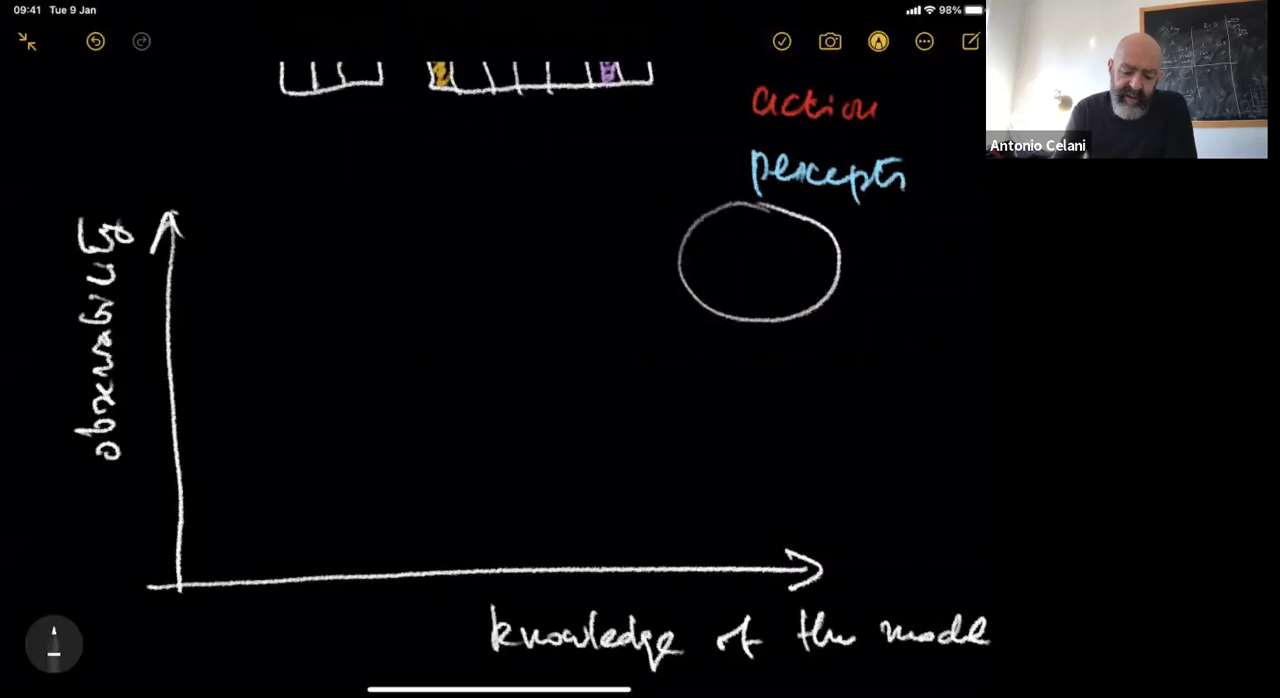 09:41 Tue 9 Jan
98%
action
percepts
observability
knowledge of the model
Antonio Celani